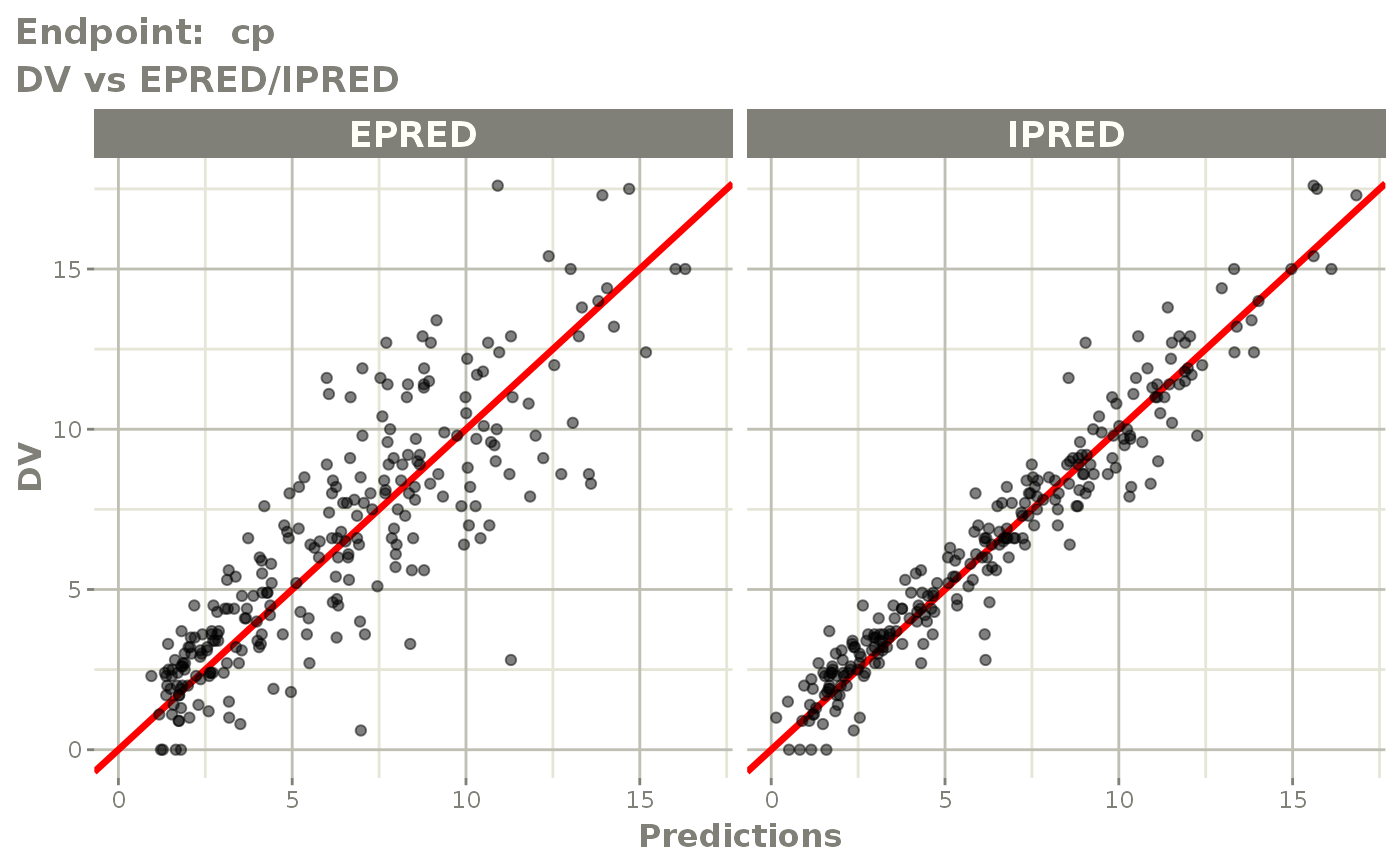 Endpoint:  cp
DV vs EPRED/IPRED
EPRED IPRED
15
10
5
0
DV
0 5 10 15 0 5 10 15
Predictions